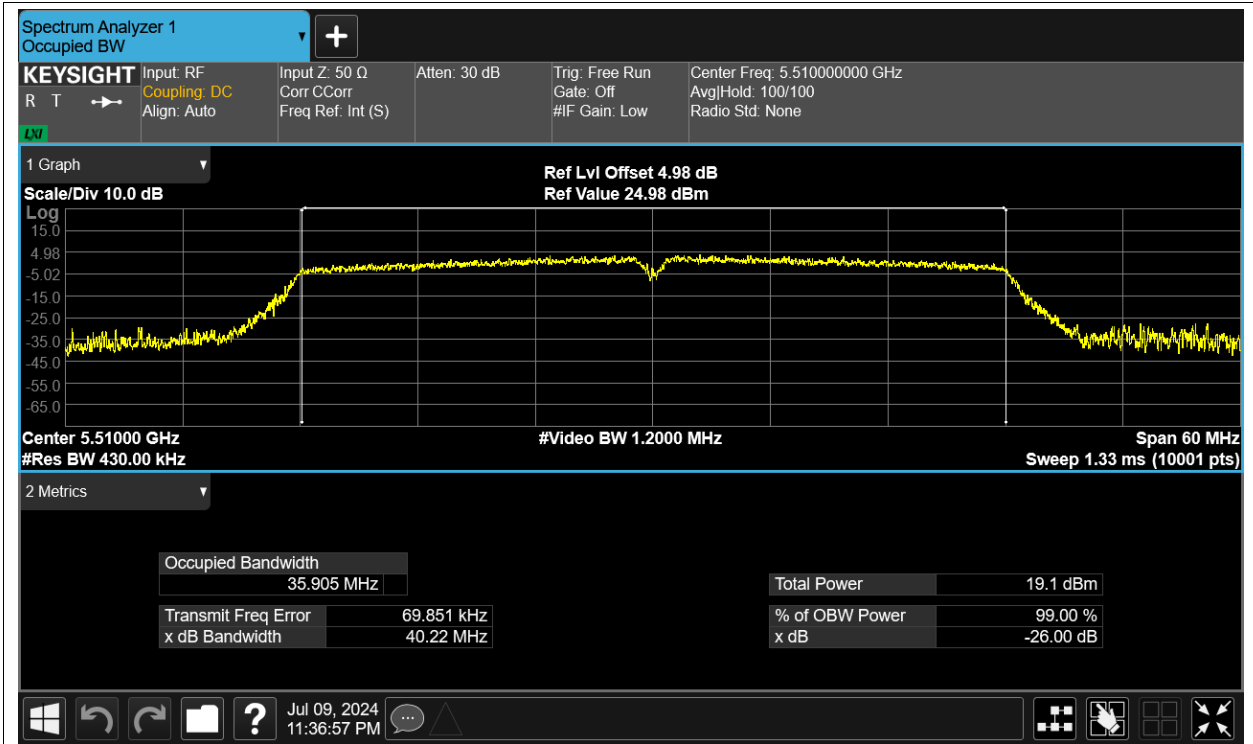 Spectrum Analyzer 1
Occupied BW
+
KEYSIGHT
R T
LXI
Input: RF
Coupling: DC
Align: Auto
Input Z: 50 Ω
Corr CCorr
Freq Ref: Int (S)
Atten: 30 dB
Trig: Free Run
Gate: Off
#IF Gain: Low
Center Freq: 5.510000000 GHz
Avg|Hold: 100/100
Radio Std: None
1 Graph
Scale/Div 10.0 dB
Ref Lvl Offset 4.98 dB
Ref Value 24.98 dBm
Log
15.0
4.98
-5.02
-15.0
-25.0
-35.0
-45.0
-55.0
-65.0
Center 5.51000 GHz
#Video BW 1.2000 MHz
Span 60 MHz
#Res BW 430.00 kHz
Sweep 1.33 ms (10001 pts)
2 Metrics
Occupied Bandwidth
35.905 MHz
Transmit Freq Error 69.851 kHz
x dB Bandwidth 40.22 MHz
Total Power 19.1 dBm
% of OBW Power 99.00 %
x dB -26.00 dB
?
Jul 09, 2024
11:36:57 PM